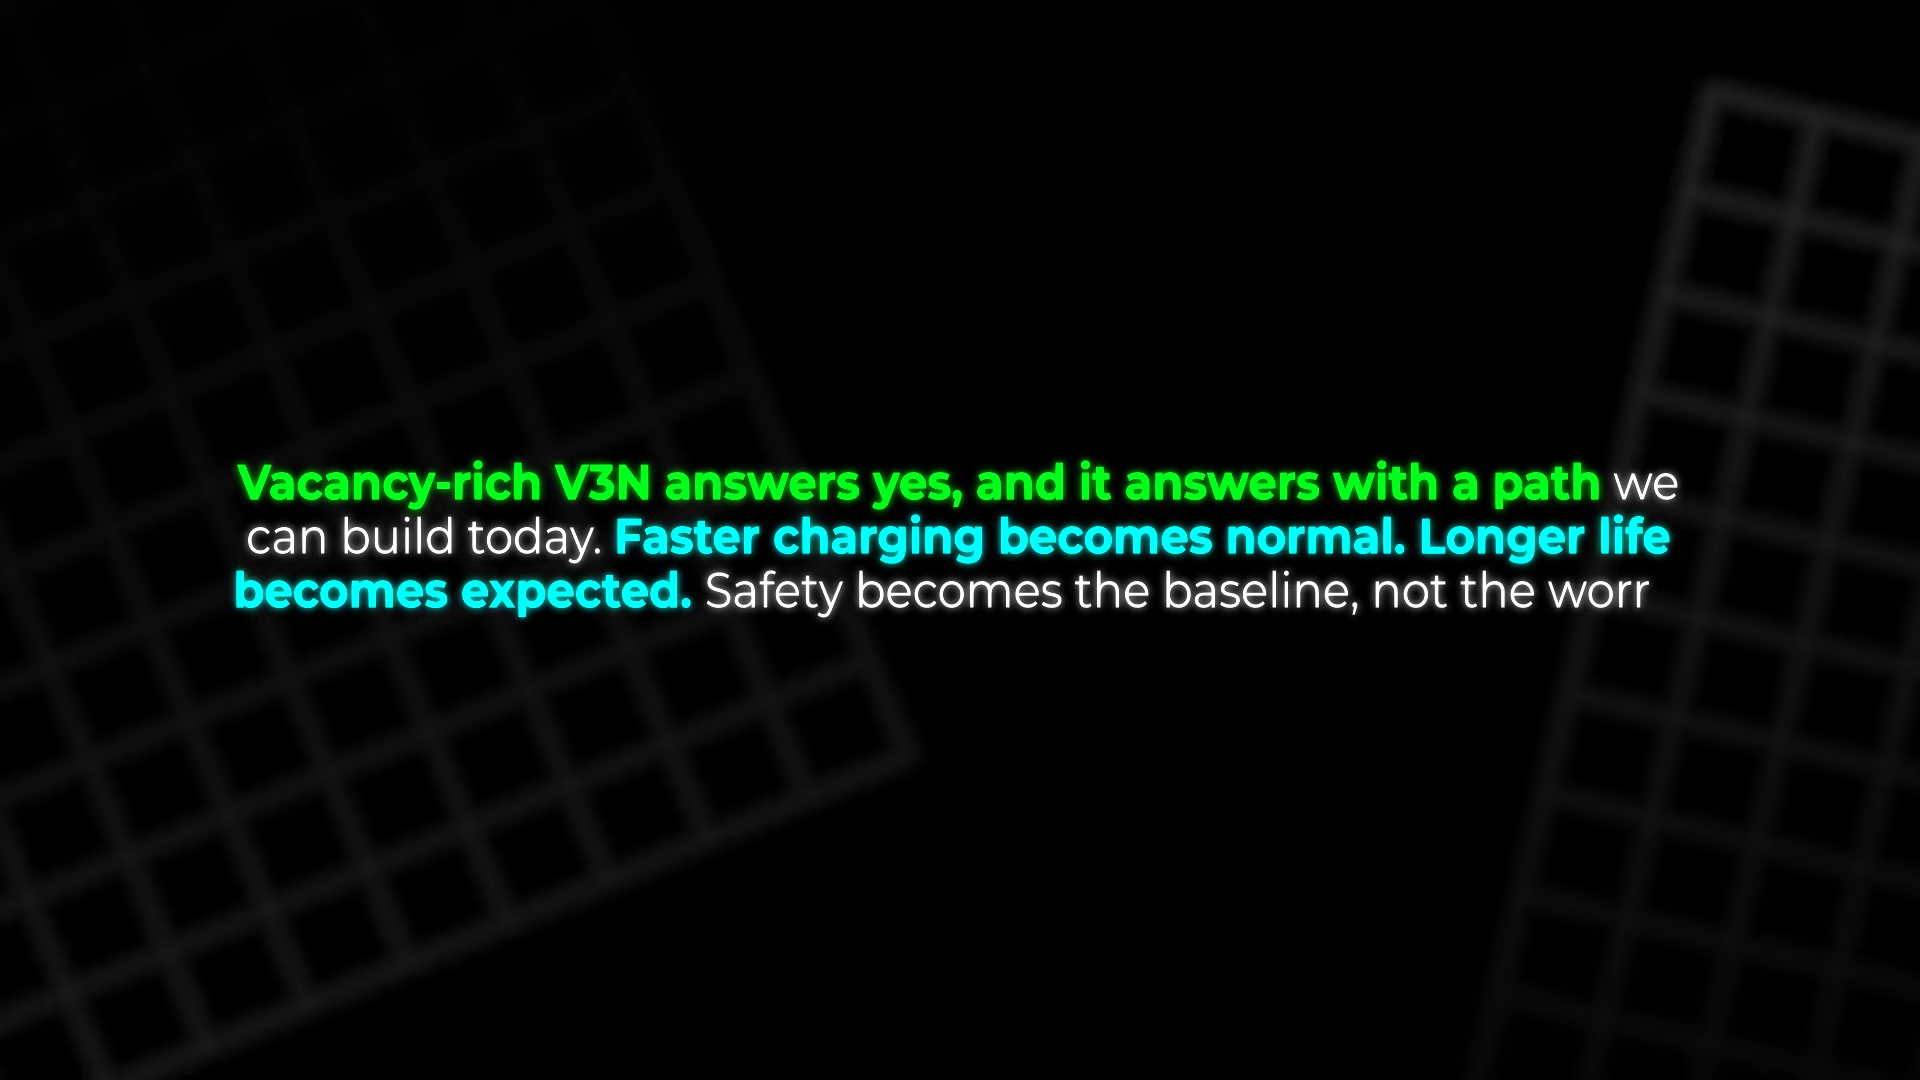 Vacancy-rich V3N answers yes, and it answers with a path we
can build today. Faster charging becomes normal. Longer life
becomes expected. Safety becomes the baseline, not the worr